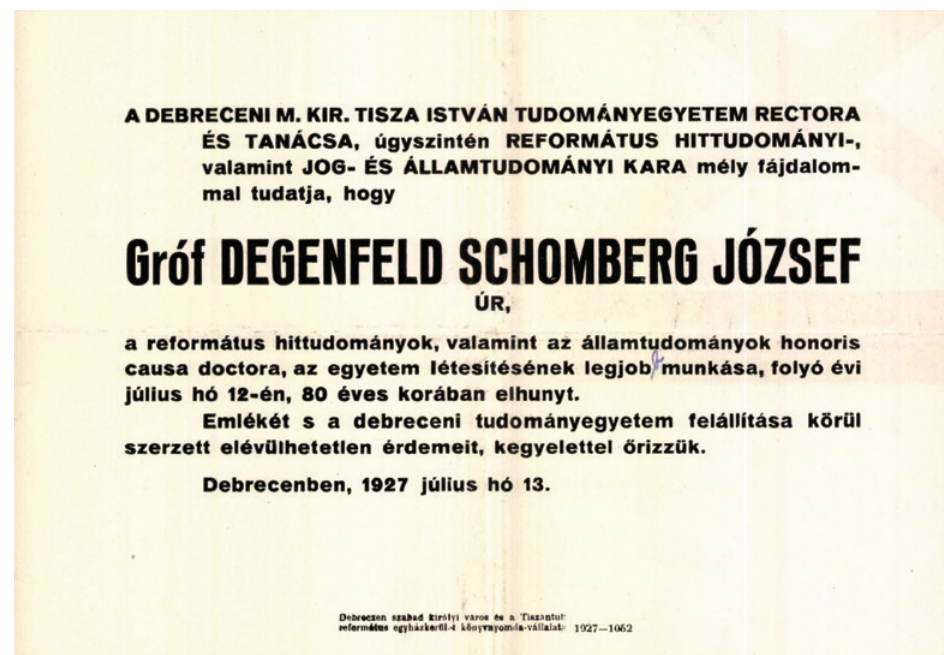 A DEBRECENI M. KIR. TISZA ISTVÁN TUDOMÁNYEGYETEM RECTORA
ÉS TANÁCSA, úgyszintén REFORMÁTUS HITTUDOMÁNYI-,
valamint JOG- ÉS ÁLLAMTUDOMÁNYI KARA mély fájdalom-
mal tudatja, hogy
Gróf DEGENFELD SCHOMBERG JÓZSEF
ÚR,
a református hittudományok, valamint az államtudományok honoris
causa doctora, az egyetem létesítésének legjobb munkása, folyó évi
július hó 12-én, 80 éves korában elhunyt.
Emlékét s a debreceni tudományegyetem felállítása körül
szerzett elévülhetetlen érdemeit, kegyelettel őrizzük.
Debrecenben, 1927 július hó 13.
Debreczen szabad királyi város és a Tiszántúli
református egyházkerület könyvnyomda-vállalata 1927—1052